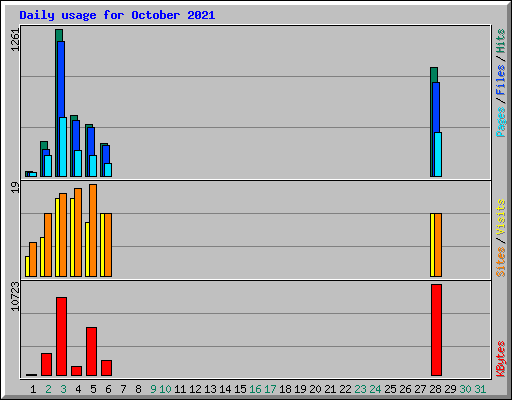 Daily usage for October 2021
1261
Pages / Files / Hits
19
Sites / Visits
10723
KBytes
1 2 3 4 5 6 7 8 9 10 11 12 13 14 15 16 17 18 19 20 21 22 23 24 25 26 27 28 29 30 31